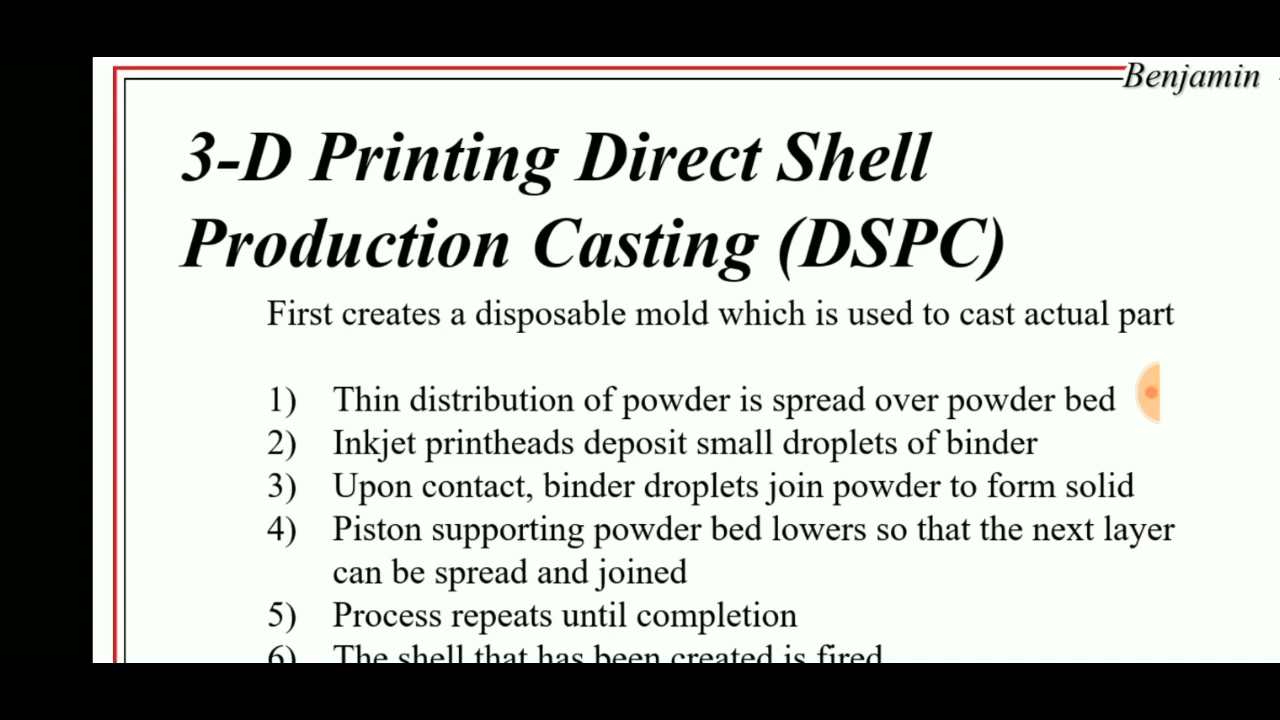 Benjamin
3-D Printing Direct Shell
Production Casting (DSPC)
First creates a disposable mold which is used to cast actual part
1) Thin distribution of powder is spread over powder bed
2) Inkjet printheads deposit small droplets of binder
3) Upon contact, binder droplets join powder to form solid
4) Piston supporting powder bed lowers so that the next layer
can be spread and joined
5) Process repeats until completion
6) The shell that has been created is fired